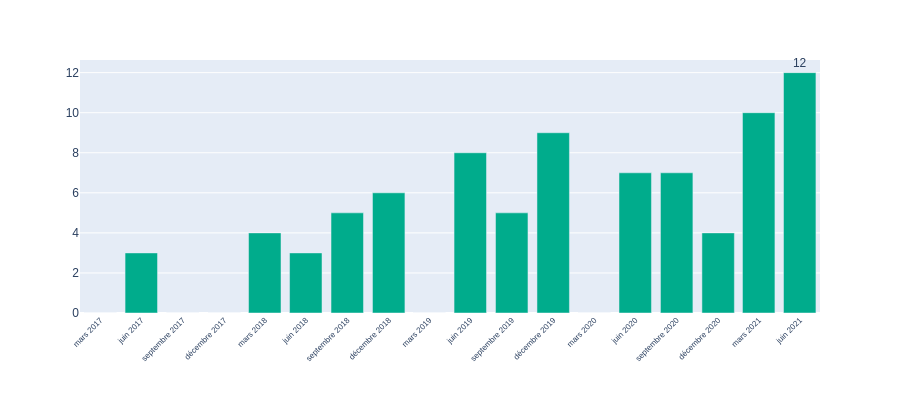 12
12
10
8
6
4
2
0
mars 2017
juin 2017
septembre 2017
décembre 2017
mars 2018
juin 2018
septembre 2018
décembre 2018
mars 2019
juin 2019
septembre 2019
décembre 2019
mars 2020
juin 2020
septembre 2020
décembre 2020
mars 2021
juin 2021